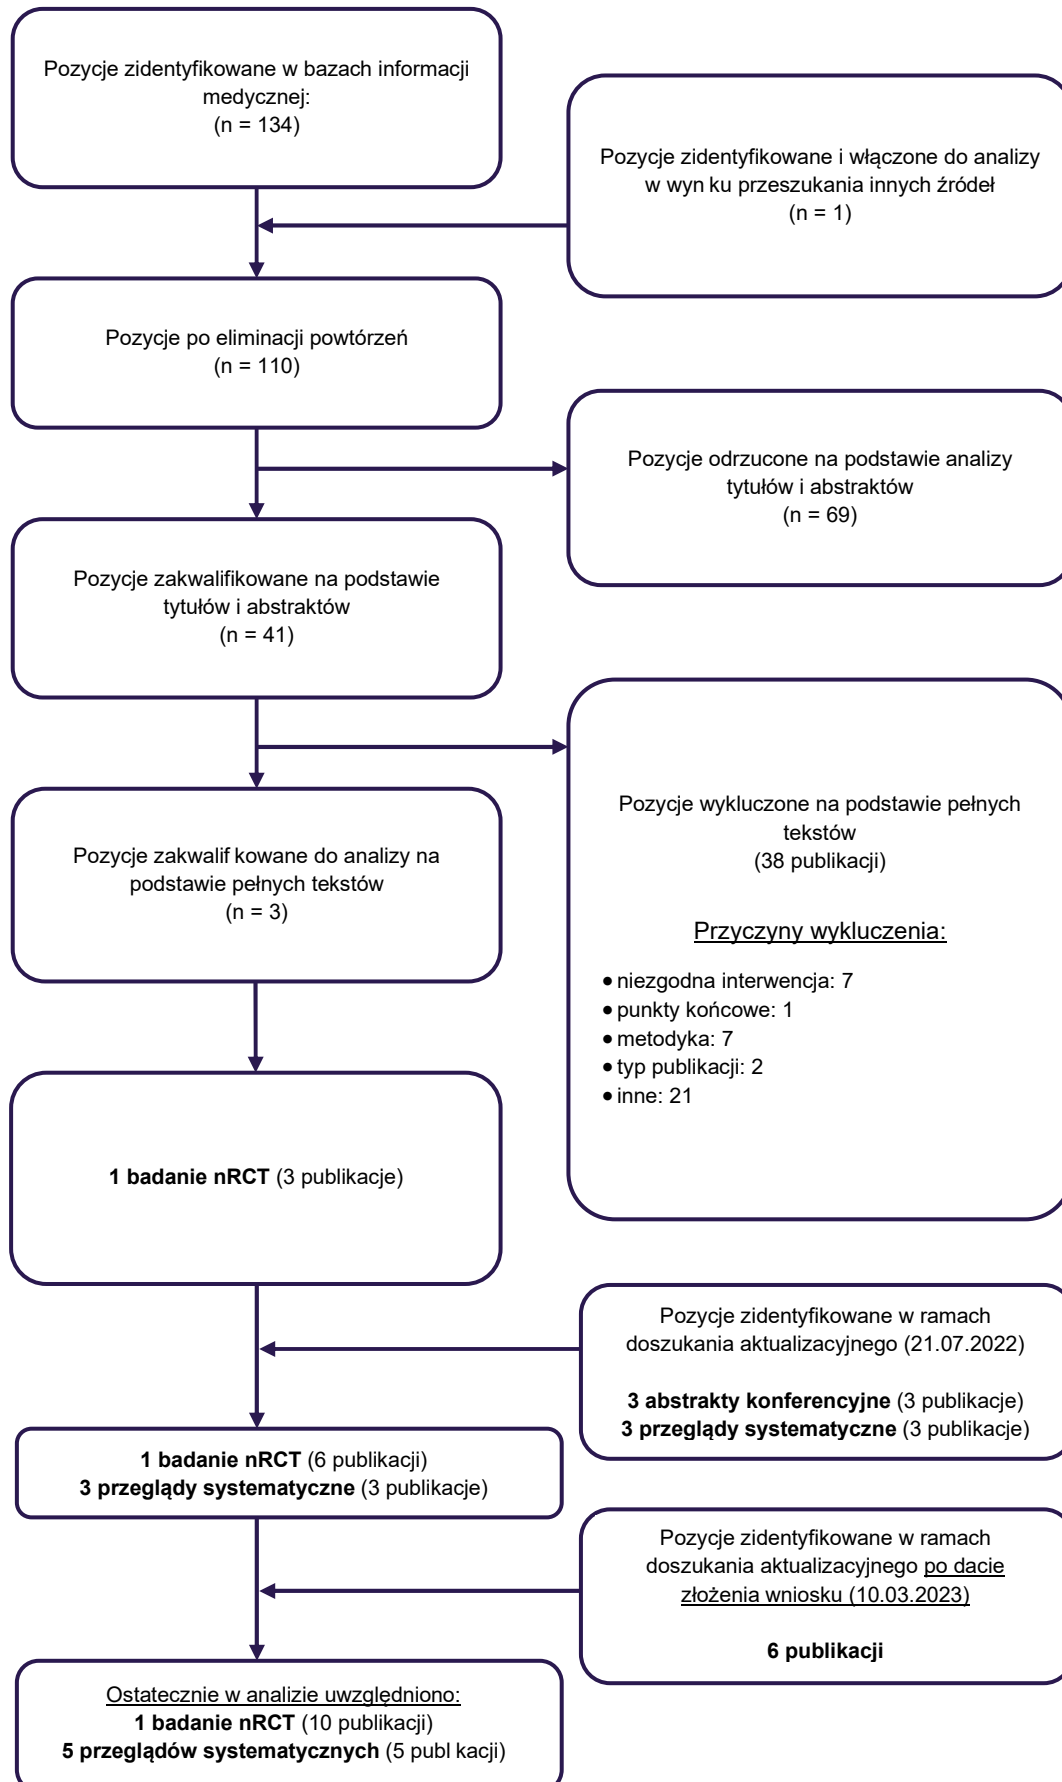 Pozycje zidentyfikowane w bazach informacji
medycznej:
(n = 134)
Pozycje zidentyfikowane i włączone do analizy
w wyn ku przeszukania innych źródeł
(n = 1)
Pozycje po eliminacji powtórzeń
(n = 110)
Pozycje odrzucone na podstawie analizy
tytułów i abstraktów
(n = 69)
Pozycje zakwalifikowane na podstawie
tytułów i abstraktów
(n = 41)
Pozycje wykluczone na podstawie pełnych
tekstów
(38 publikacji)
Przyczyny wykluczenia:
• niezgodna interwencja: 7
• punkty końcowe: 1
• metodyka: 7
• typ publikacji: 2
• inne: 21
Pozycje zakwalif kowane do analizy na
podstawie pełnych tekstów
(n = 3)
1 badanie nRCT (3 publikacje)
Pozycje zidentyfikowane w ramach
doszukania aktualizacyjnego (21.07.2022)
3 abstrakty konferencyjne (3 publikacje)
3 przeglądy systematyczne (3 publikacje)
1 badanie nRCT (6 publikacji)
3 przeglądy systematyczne (3 publikacje)
Pozycje zidentyfikowane w ramach
doszukania aktualizacyjnego po dacie
złożenia wniosku (10.03.2023)
6 publikacji
Ostatecznie w analizie uwzględniono:
1 badanie nRCT (10 publikacji)
5 przeglądów systematycznych (5 publ kacji)